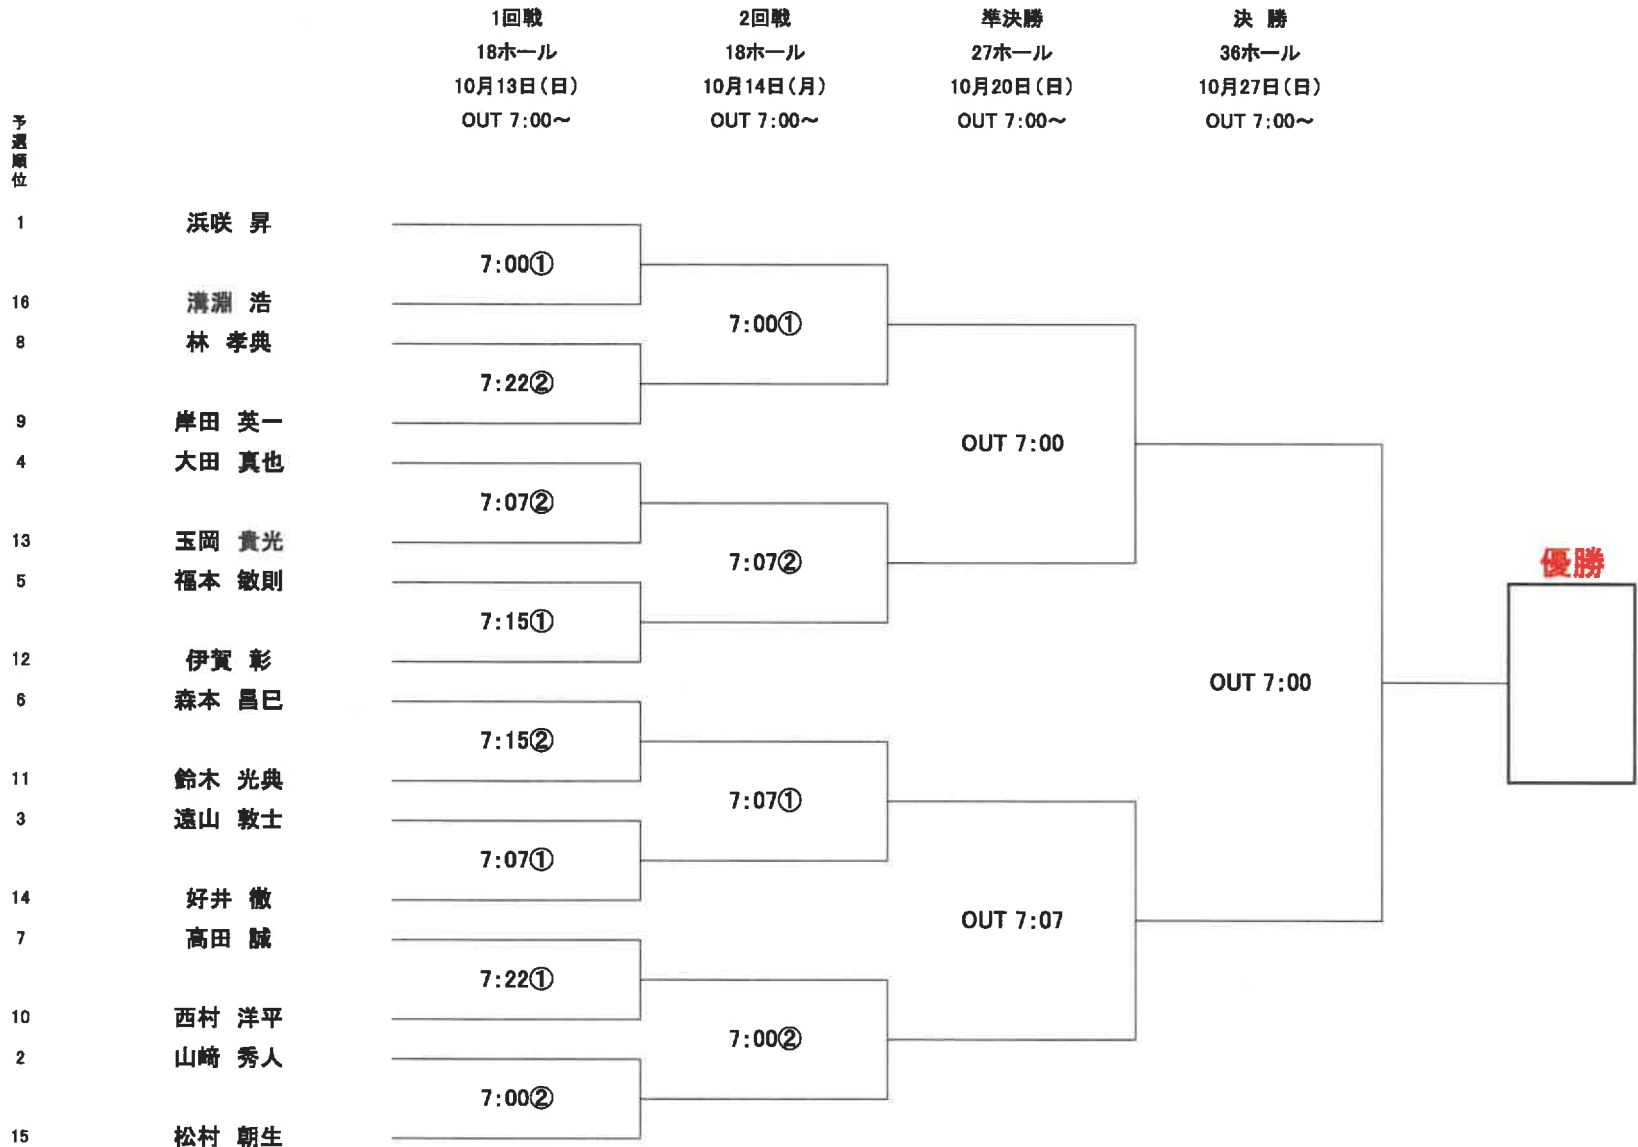 1回戦 2回戦 準決勝 決 勝
18ホール 18ホール 27ホール 36ホール
10月13日(日) 10月14日(月) 10月20日(日) 10月27日(日)
OUT 7:00～ OUT 7:00～ OUT 7:00～ OUT 7:00～
予選順位
1 浜咲 昇
7:00①
16 溝淵 浩
7:00①
8 林 孝典
7:22②
9 岸田 英一
OUT 7:00
4 大田 真也
7:07②
13 玉岡 貴光
7:07②
優勝
5 福本 敏則
7:15①
12 伊賀 彰
OUT 7:00
6 森本 昌巳
7:15②
11 鈴木 光典
7:07①
3 遠山 敦士
7:07①
14 好井 徹
OUT 7:07
7 高田 誠
7:22①
10 西村 洋平
7:00②
2 山﨑 秀人
7:00②
15 松村 朝生